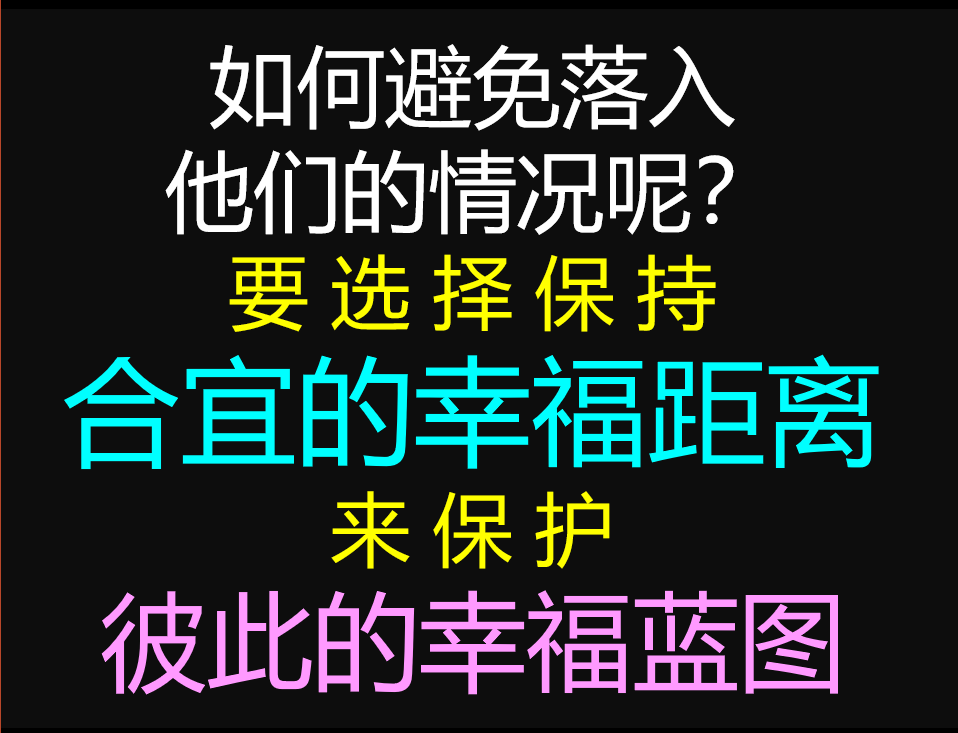 如何避免落入
他们的情况呢?
要选择保持
合宜的幸福距离
来保护
彼此的幸福蓝图